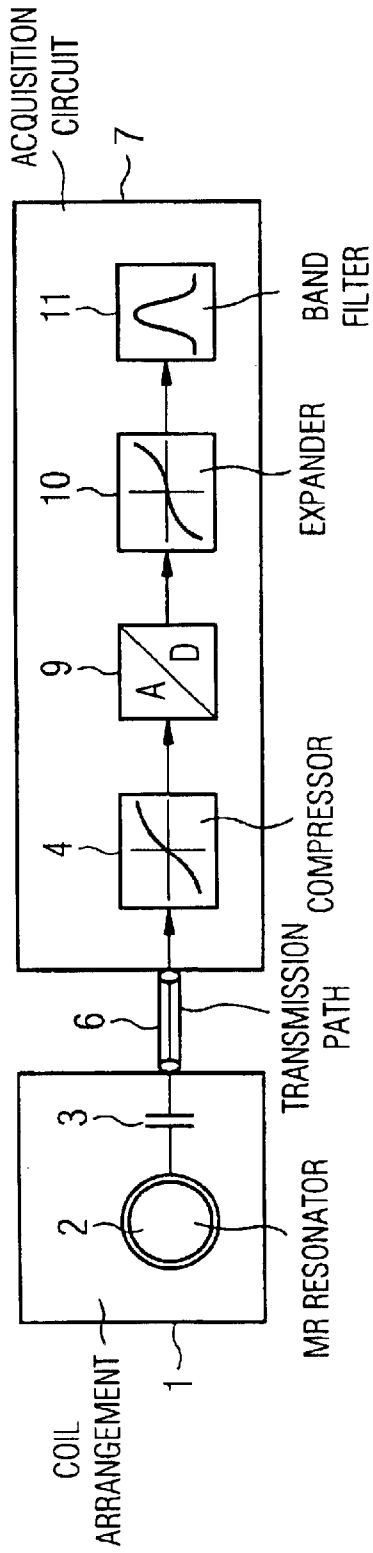 COIL
ARRANGEMENT
1
2
3
MR RESONATOR
6
TRANSMISSION
PATH
4
COMPRESSOR
9
A
D
10
EXPANDER
11
BAND
FILTER
7
ACQUISITION
CIRCUIT